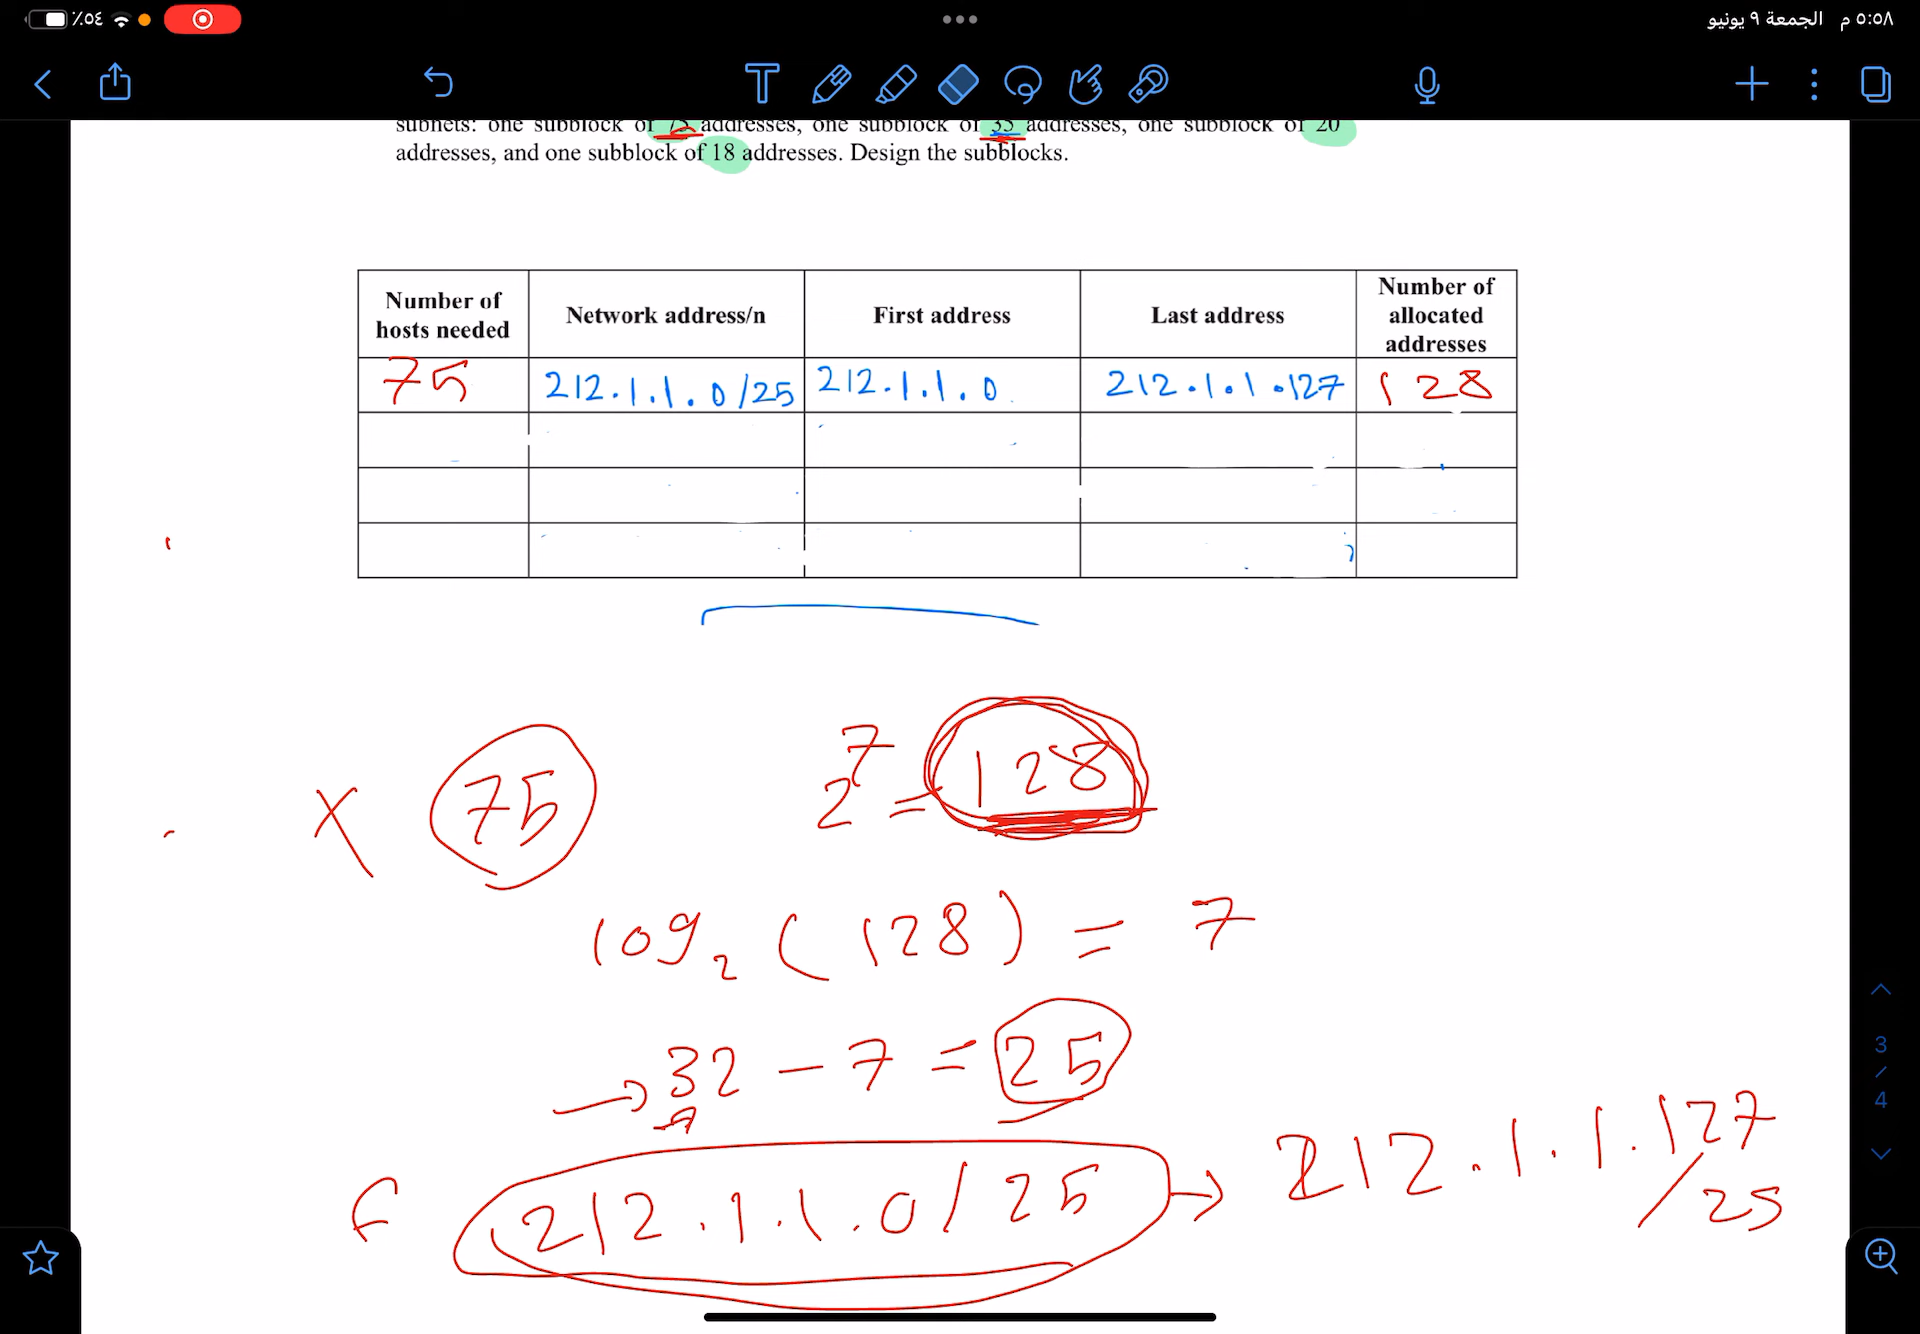 ٪٥٤
٥:٥٨ م الجمعة ٩ يونيو
subnets: one subblock of 75 addresses, one subblock of 35 addresses, one subblock of 20
addresses, and one subblock of 18 addresses. Design the subblocks.
Number of hosts needed
Network address/n
First address
Last address
Number of allocated addresses
75
212.1.1.0/25
212.1.1.0
212.1.1.127
128
X 75
2^7 = 128
log₂ (128) = 7
→ 32 - 7 = 25
F 212.1.1.0/25 → 212.1.1.127/25
3
/
4